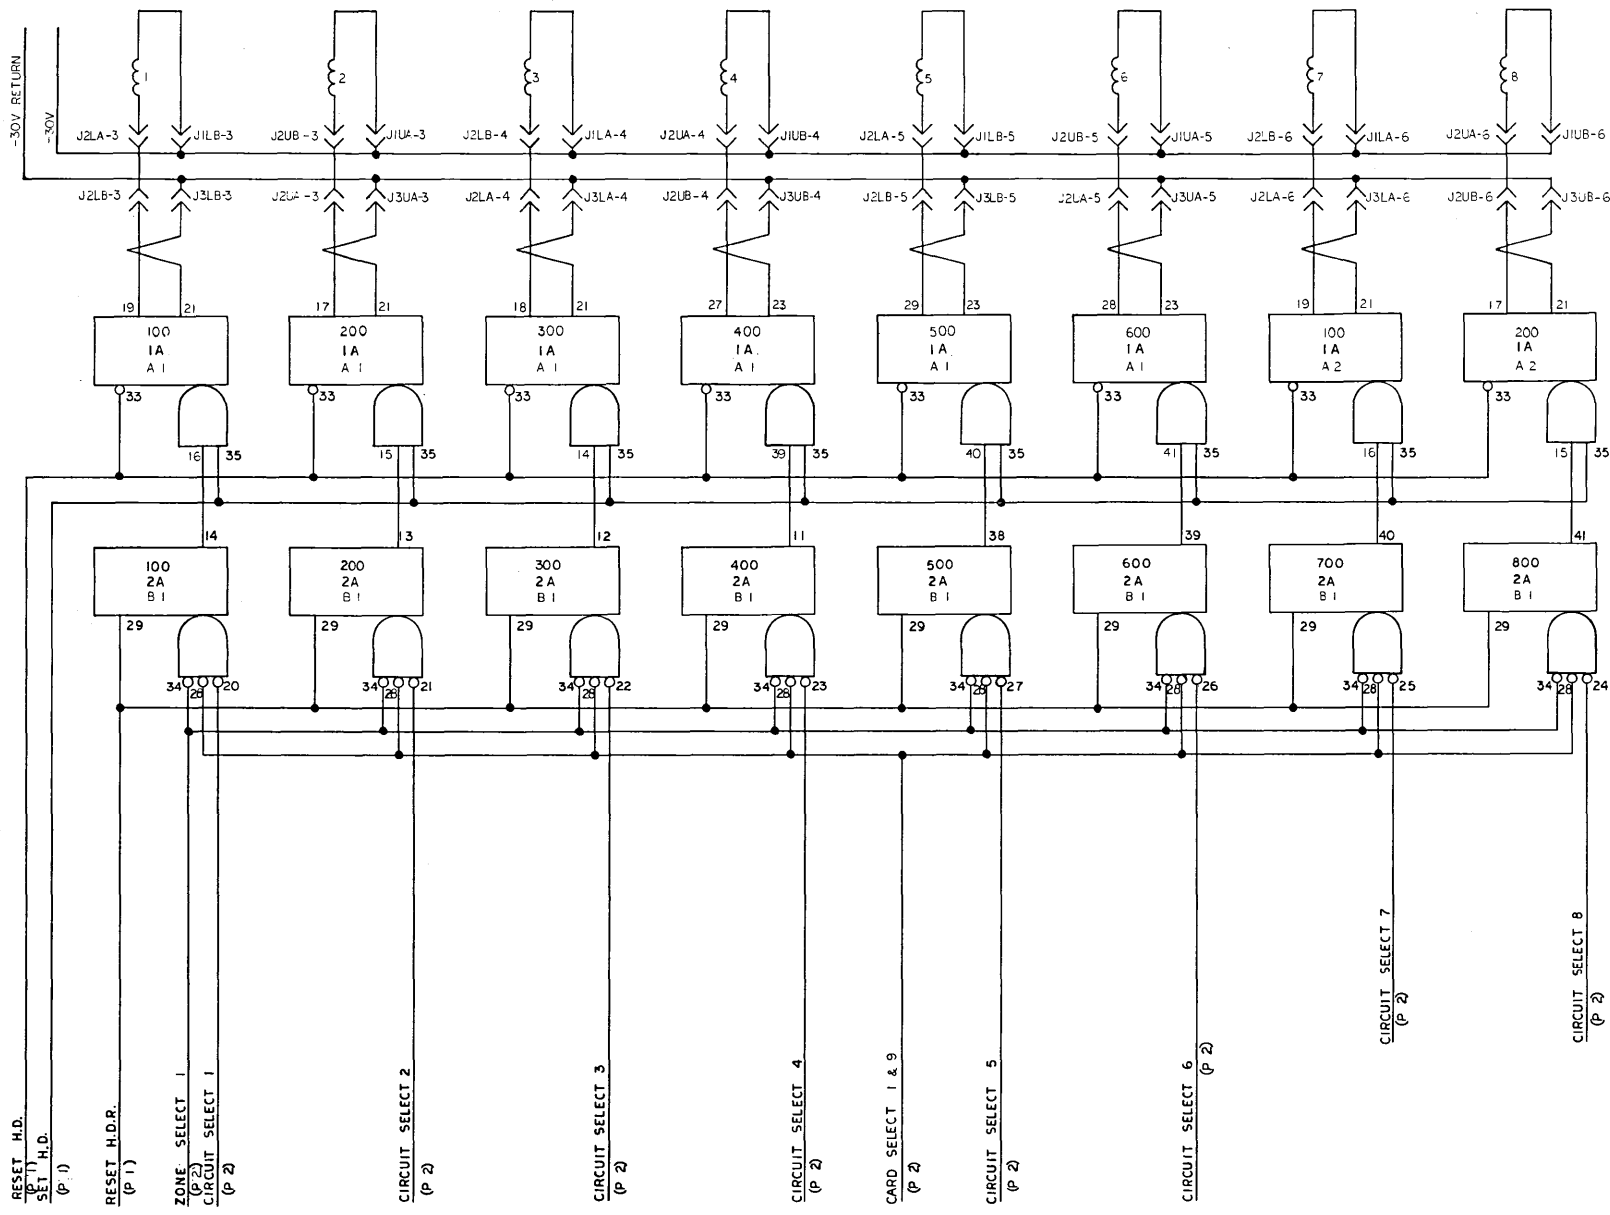 -30V RETURN
-30V
1 2 3 4 5 6 7 8
J2LA-3 J1LB-3 J2UB-3 J1UA-3 J2LB-4 J1LA-4 J2UA-4 J1UB-4 J2LA-5 J1LB-5 J2UB-5 J1UA-5 J2LB-6 J1LA-6 J2UA-6 J1UB-6
J2LB-3 J3LB-3 J2UA-3 J3UA-3 J2LA-4 J3LA-4 J2UB-4 J3UB-4 J2LB-5 J3LB-5 J2UA-5 J3UA-5 J2LA-6 J3LA-6 J2UB-6 J3UB-6
19 21 17 21 18 21 27 23 29 23 28 23 19 21 17 21
100 200 300 400 500 600 100 200
1A 1A 1A 1A 1A 1A 1A 1A
A1 A1 A1 A1 A1 A1 A2 A2
33 33 33 33 33 33 33 33
16 35 15 35 14 35 39 35 40 35 41 35 16 35 15 35
14 13 12 11 38 39 40 41
100 200 300 400 500 600 700 800
2A 2A 2A 2A 2A 2A 2A 2A
B1 B1 B1 B1 B1 B1 B1 B1
29 29 29 29 29 29 29 29
34 28 20 34 28 21 34 28 22 34 28 23 34 28 27 34 28 26 34 28 25 34 28 24
RESET H.D.
(P 1)
SET H.D.
(P 1)
RESET H.D.R.
(P 1)
ZONE SELECT 1
(P 2)
CIRCUIT SELECT 1
(P 2)
CIRCUIT SELECT 2
(P 2)
CIRCUIT SELECT 3
(P 2)
CIRCUIT SELECT 4
(P 2)
CARD SELECT 1 & 9
(P 2)
CIRCUIT SELECT 5
(P 2)
CIRCUIT SELECT 6
(P 2)
CIRCUIT SELECT 7
(P 2)
CIRCUIT SELECT 8
(P 2)